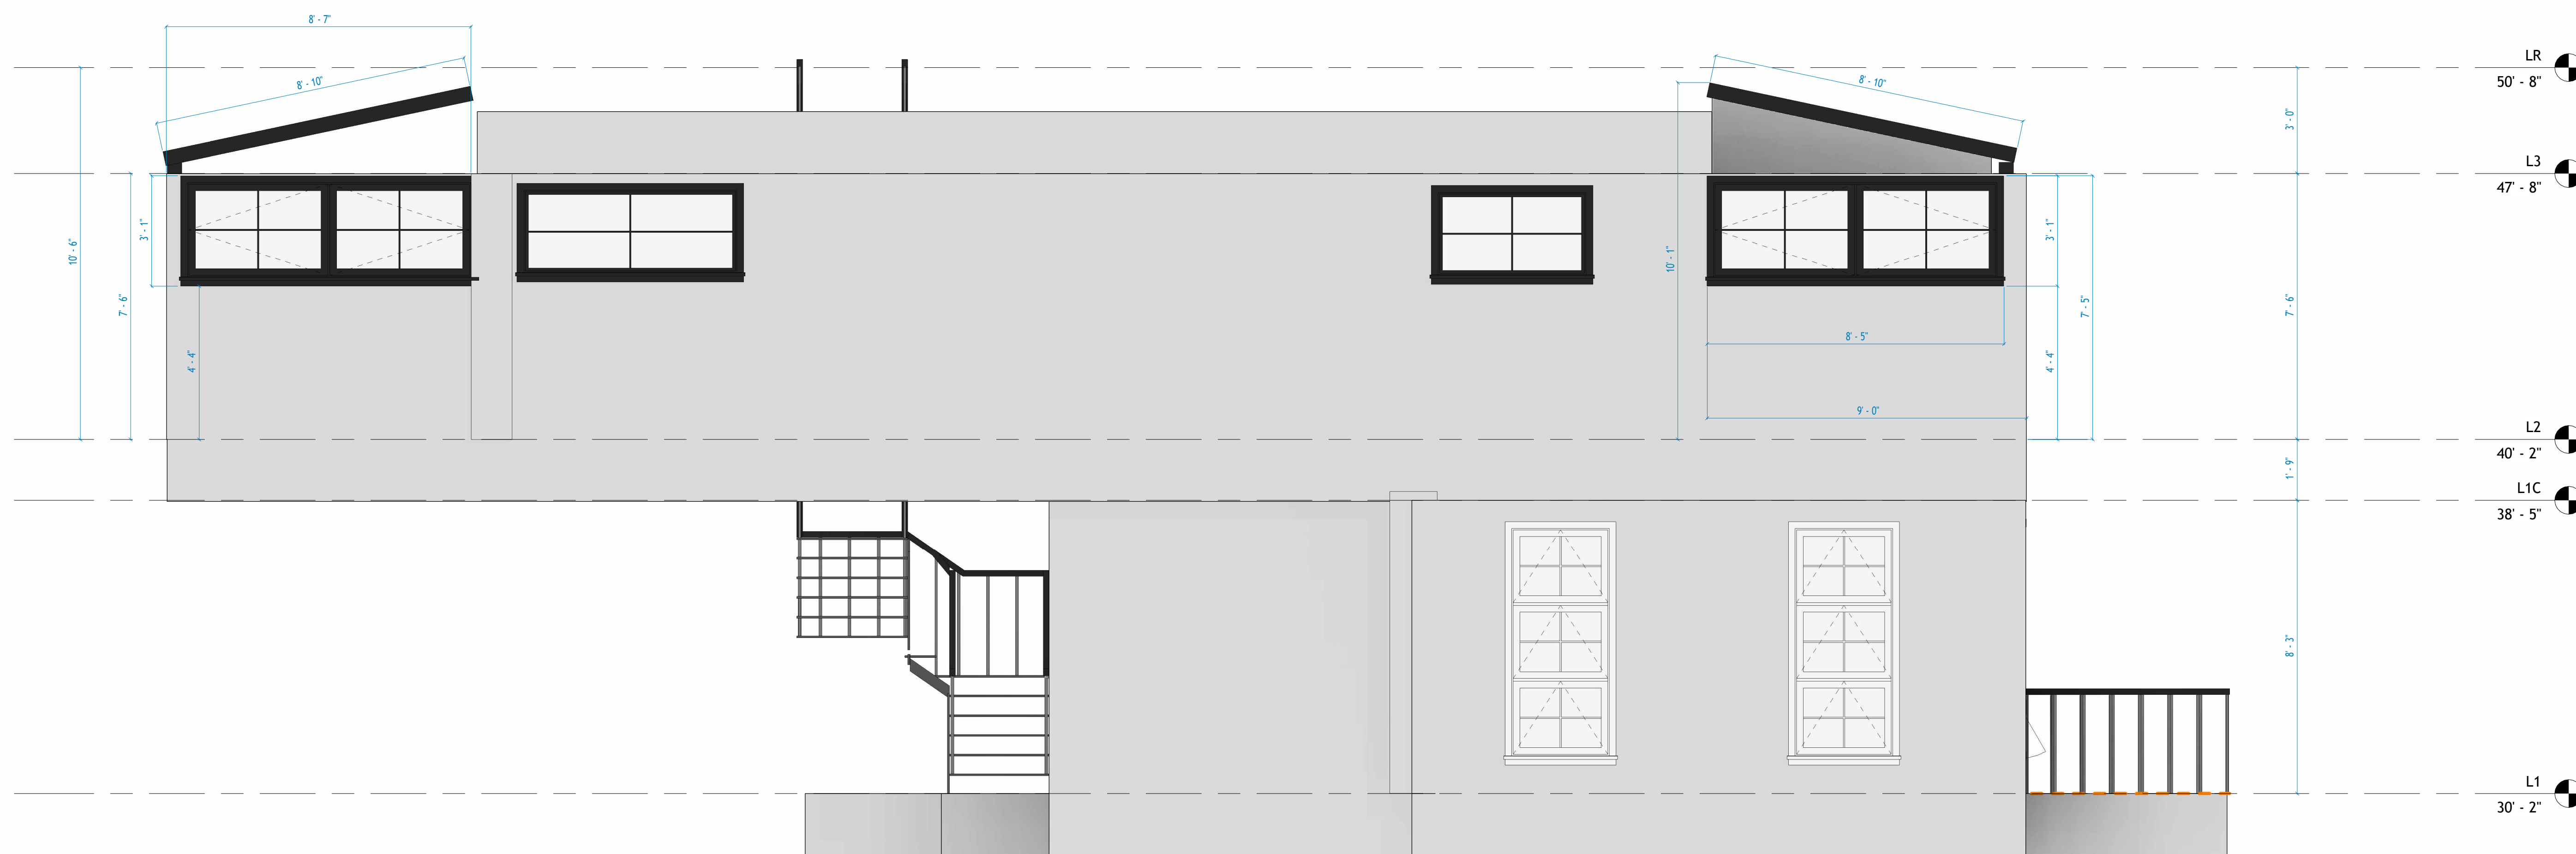 8' - 7"
8' - 10"
8' - 10"
LR
50' - 8"
3' - 0"
L3
47' - 8"
3' - 1"
10' - 6"
7' - 6"
4' - 4"
10' - 1"
3' - 1"
7' - 5"
7' - 6"
8' - 5"
4' - 4"
9' - 0"
L2
40' - 2"
1' - 9"
L1C
38' - 5"
8' - 3"
L1
30' - 2"